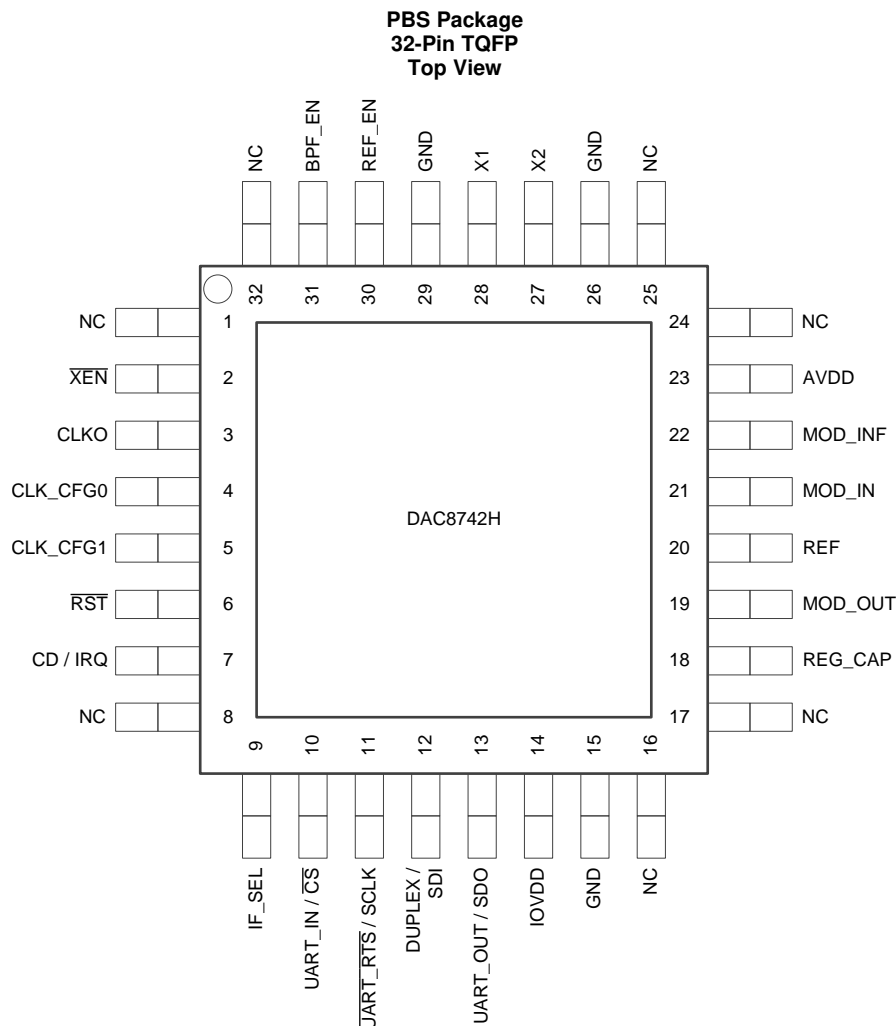 PBS Package
32-Pin TQFP
Top View
NC
BPF_EN
REF_EN
GND
X1
X2
GND
NC
32
31
30
29
28
27
26
25
NC 1
XEN 2
CLKO 3
CLK_CFG0 4
CLK_CFG1 5
RST 6
CD / IRQ 7
NC 8
24 NC
23 AVDD
22 MOD_INF
21 MOD_IN
20 REF
19 MOD_OUT
18 REG_CAP
17 NC
DAC8742H
9
10
11
12
13
14
15
16
IF_SEL
UART_IN / CS
UART_RTS / SCLK
DUPLEX /
SDI
UART_OUT / SDO
IOVDD
GND
NC